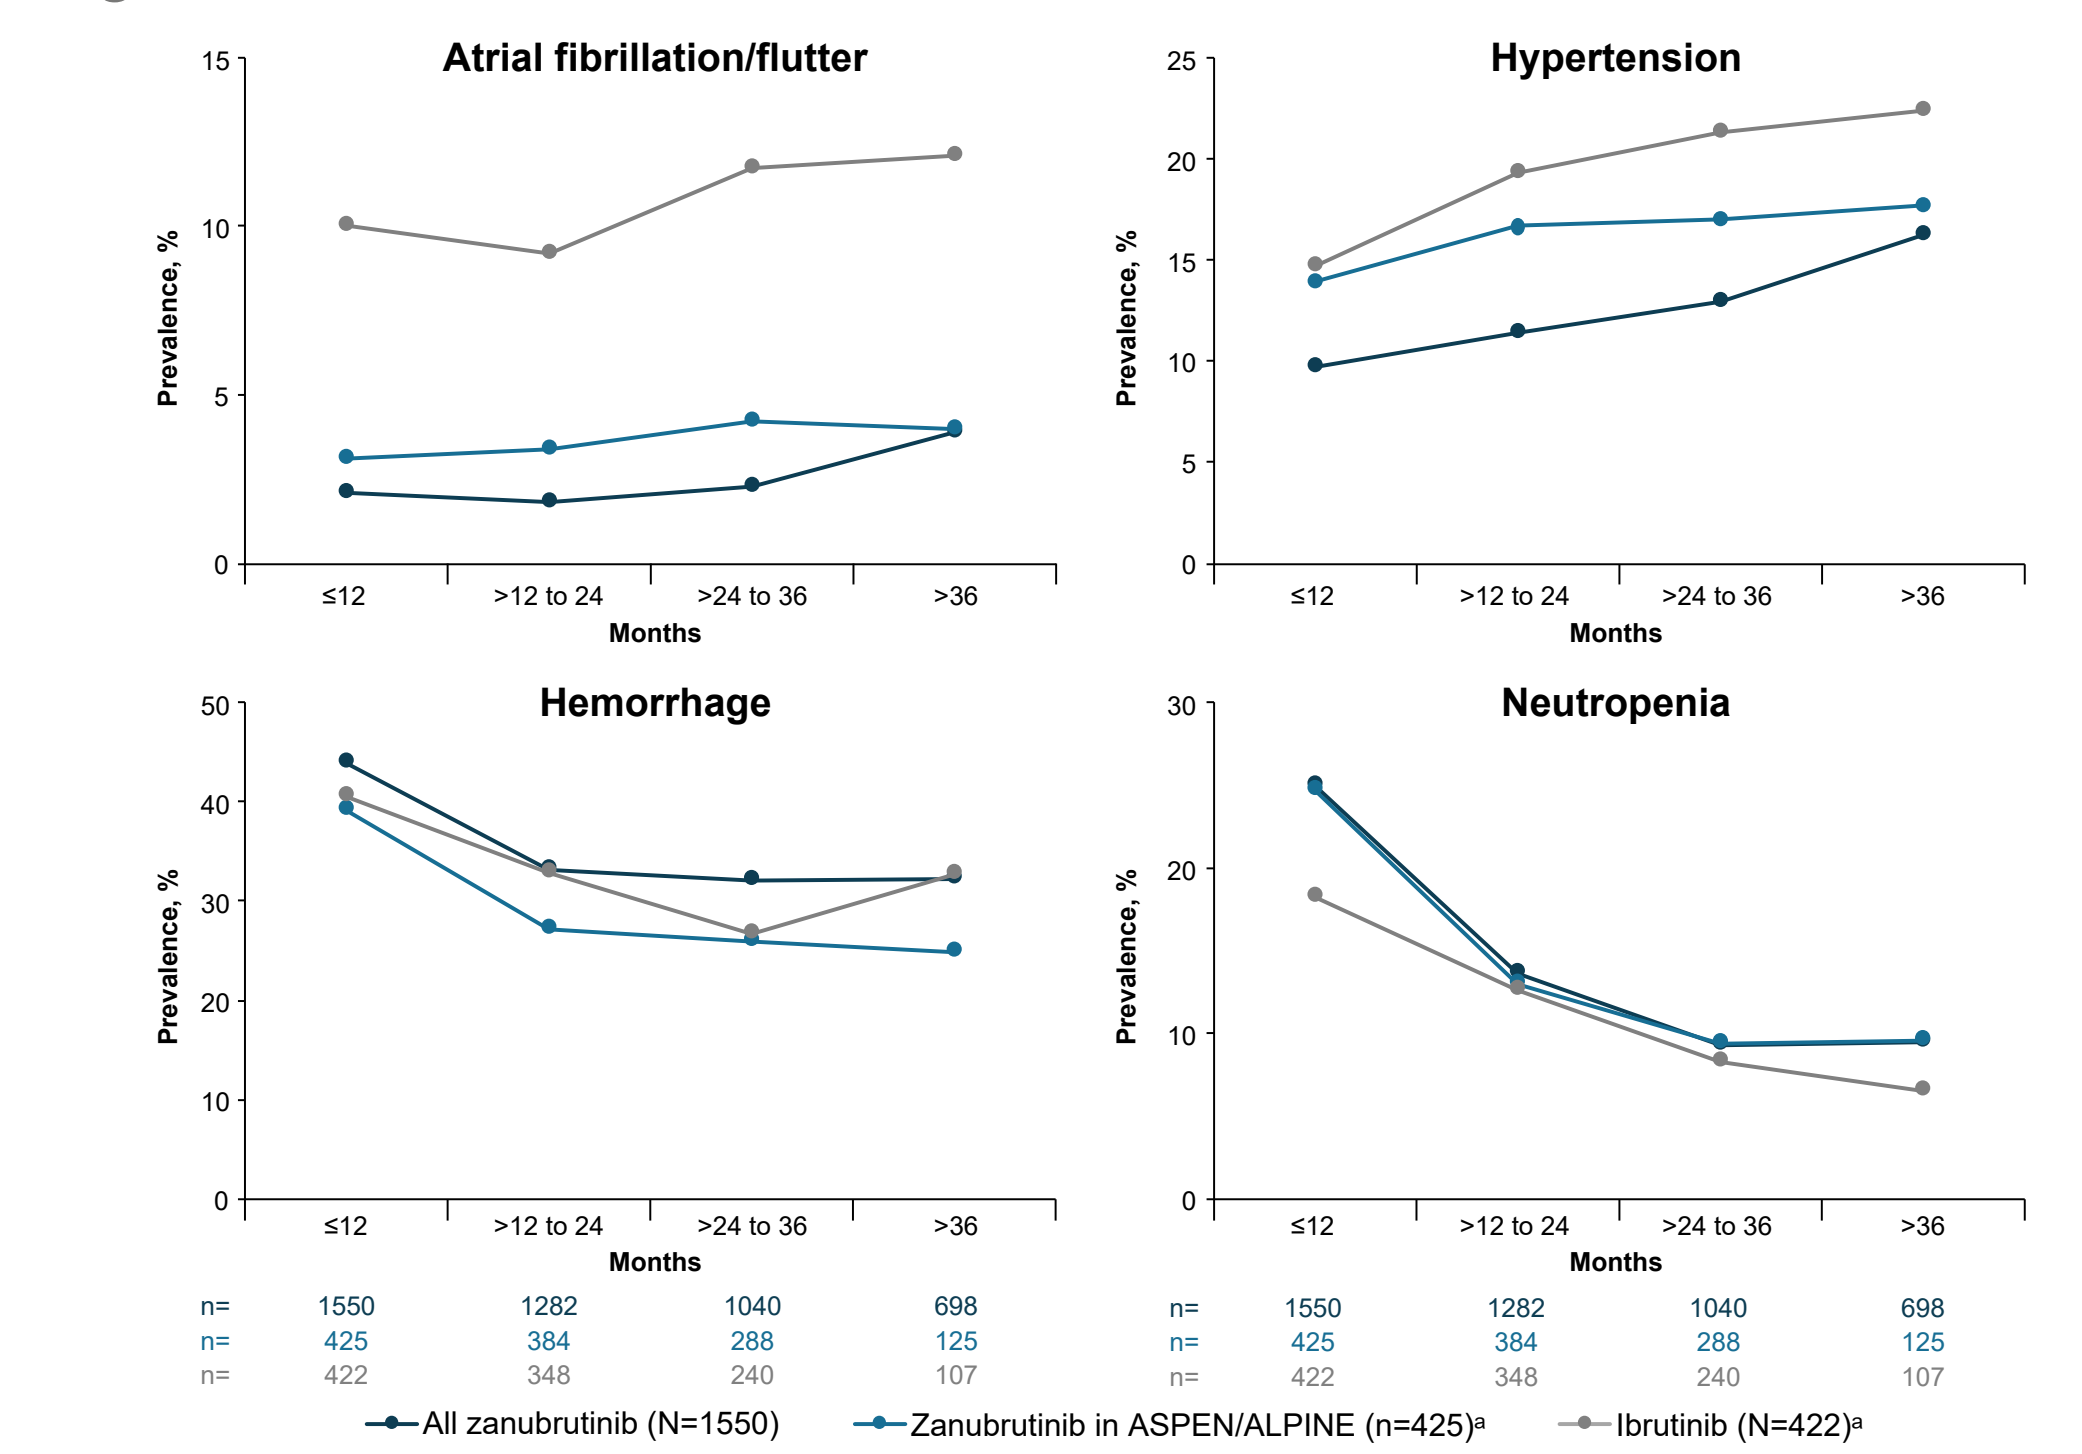 Atrial fibrillation/flutter
Prevalence, %
15
10
5
0
≤12 >12 to 24 >24 to 36 >36
Months
Hypertension
Prevalence, %
25
20
15
10
5
0
≤12 >12 to 24 >24 to 36 >36
Months
Hemorrhage
Prevalence, %
50
40
30
20
10
0
≤12 >12 to 24 >24 to 36 >36
Months
n= 1550 1282 1040 698
n= 425 384 288 125
n= 422 348 240 107
Neutropenia
Prevalence, %
30
20
10
0
≤12 >12 to 24 >24 to 36 >36
Months
n= 1550 1282 1040 698
n= 425 384 288 125
n= 422 348 240 107
All zanubrutinib (N=1550) Zanubrutinib in ASPEN/ALPINE (n=425)ᵃ Ibrutinib (N=422)ᵃ